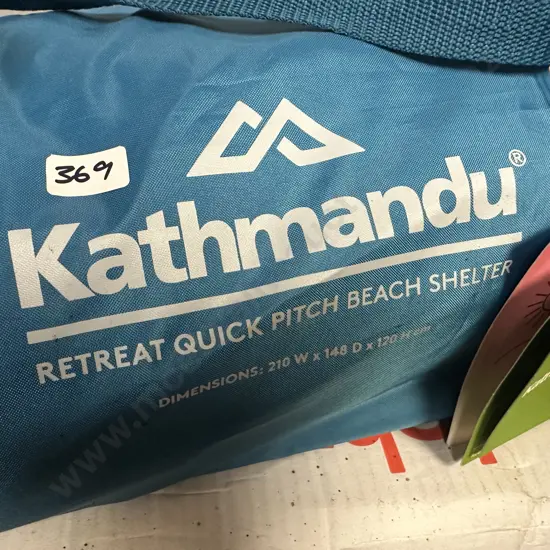 369
Kathmandu®
RETREAT QUICK PITCH BEACH SHELTER
DIMENSIONS: 210 W x 148 D x 120 H cm